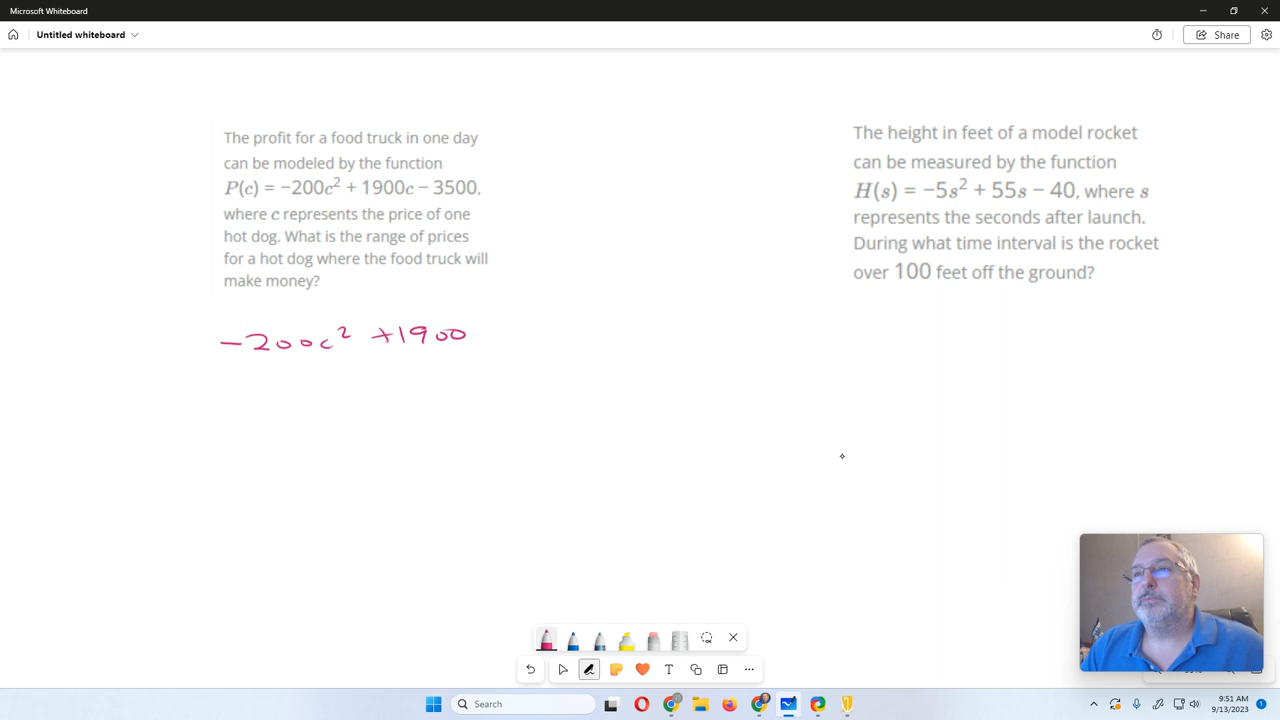 Microsoft Whiteboard
Untitled whiteboard
Share
The profit for a food truck in one day
can be modeled by the function
P(c) = −200c² + 1900c − 3500,
where c represents the price of one
hot dog. What is the range of prices
for a hot dog where the food truck will
make money?
−200c² +1900
The height in feet of a model rocket
can be measured by the function
H(s) = −5s² + 55s − 40, where s
represents the seconds after launch.
During what time interval is the rocket
over 100 feet off the ground?
T
Search
9:51 AM
9/13/2023